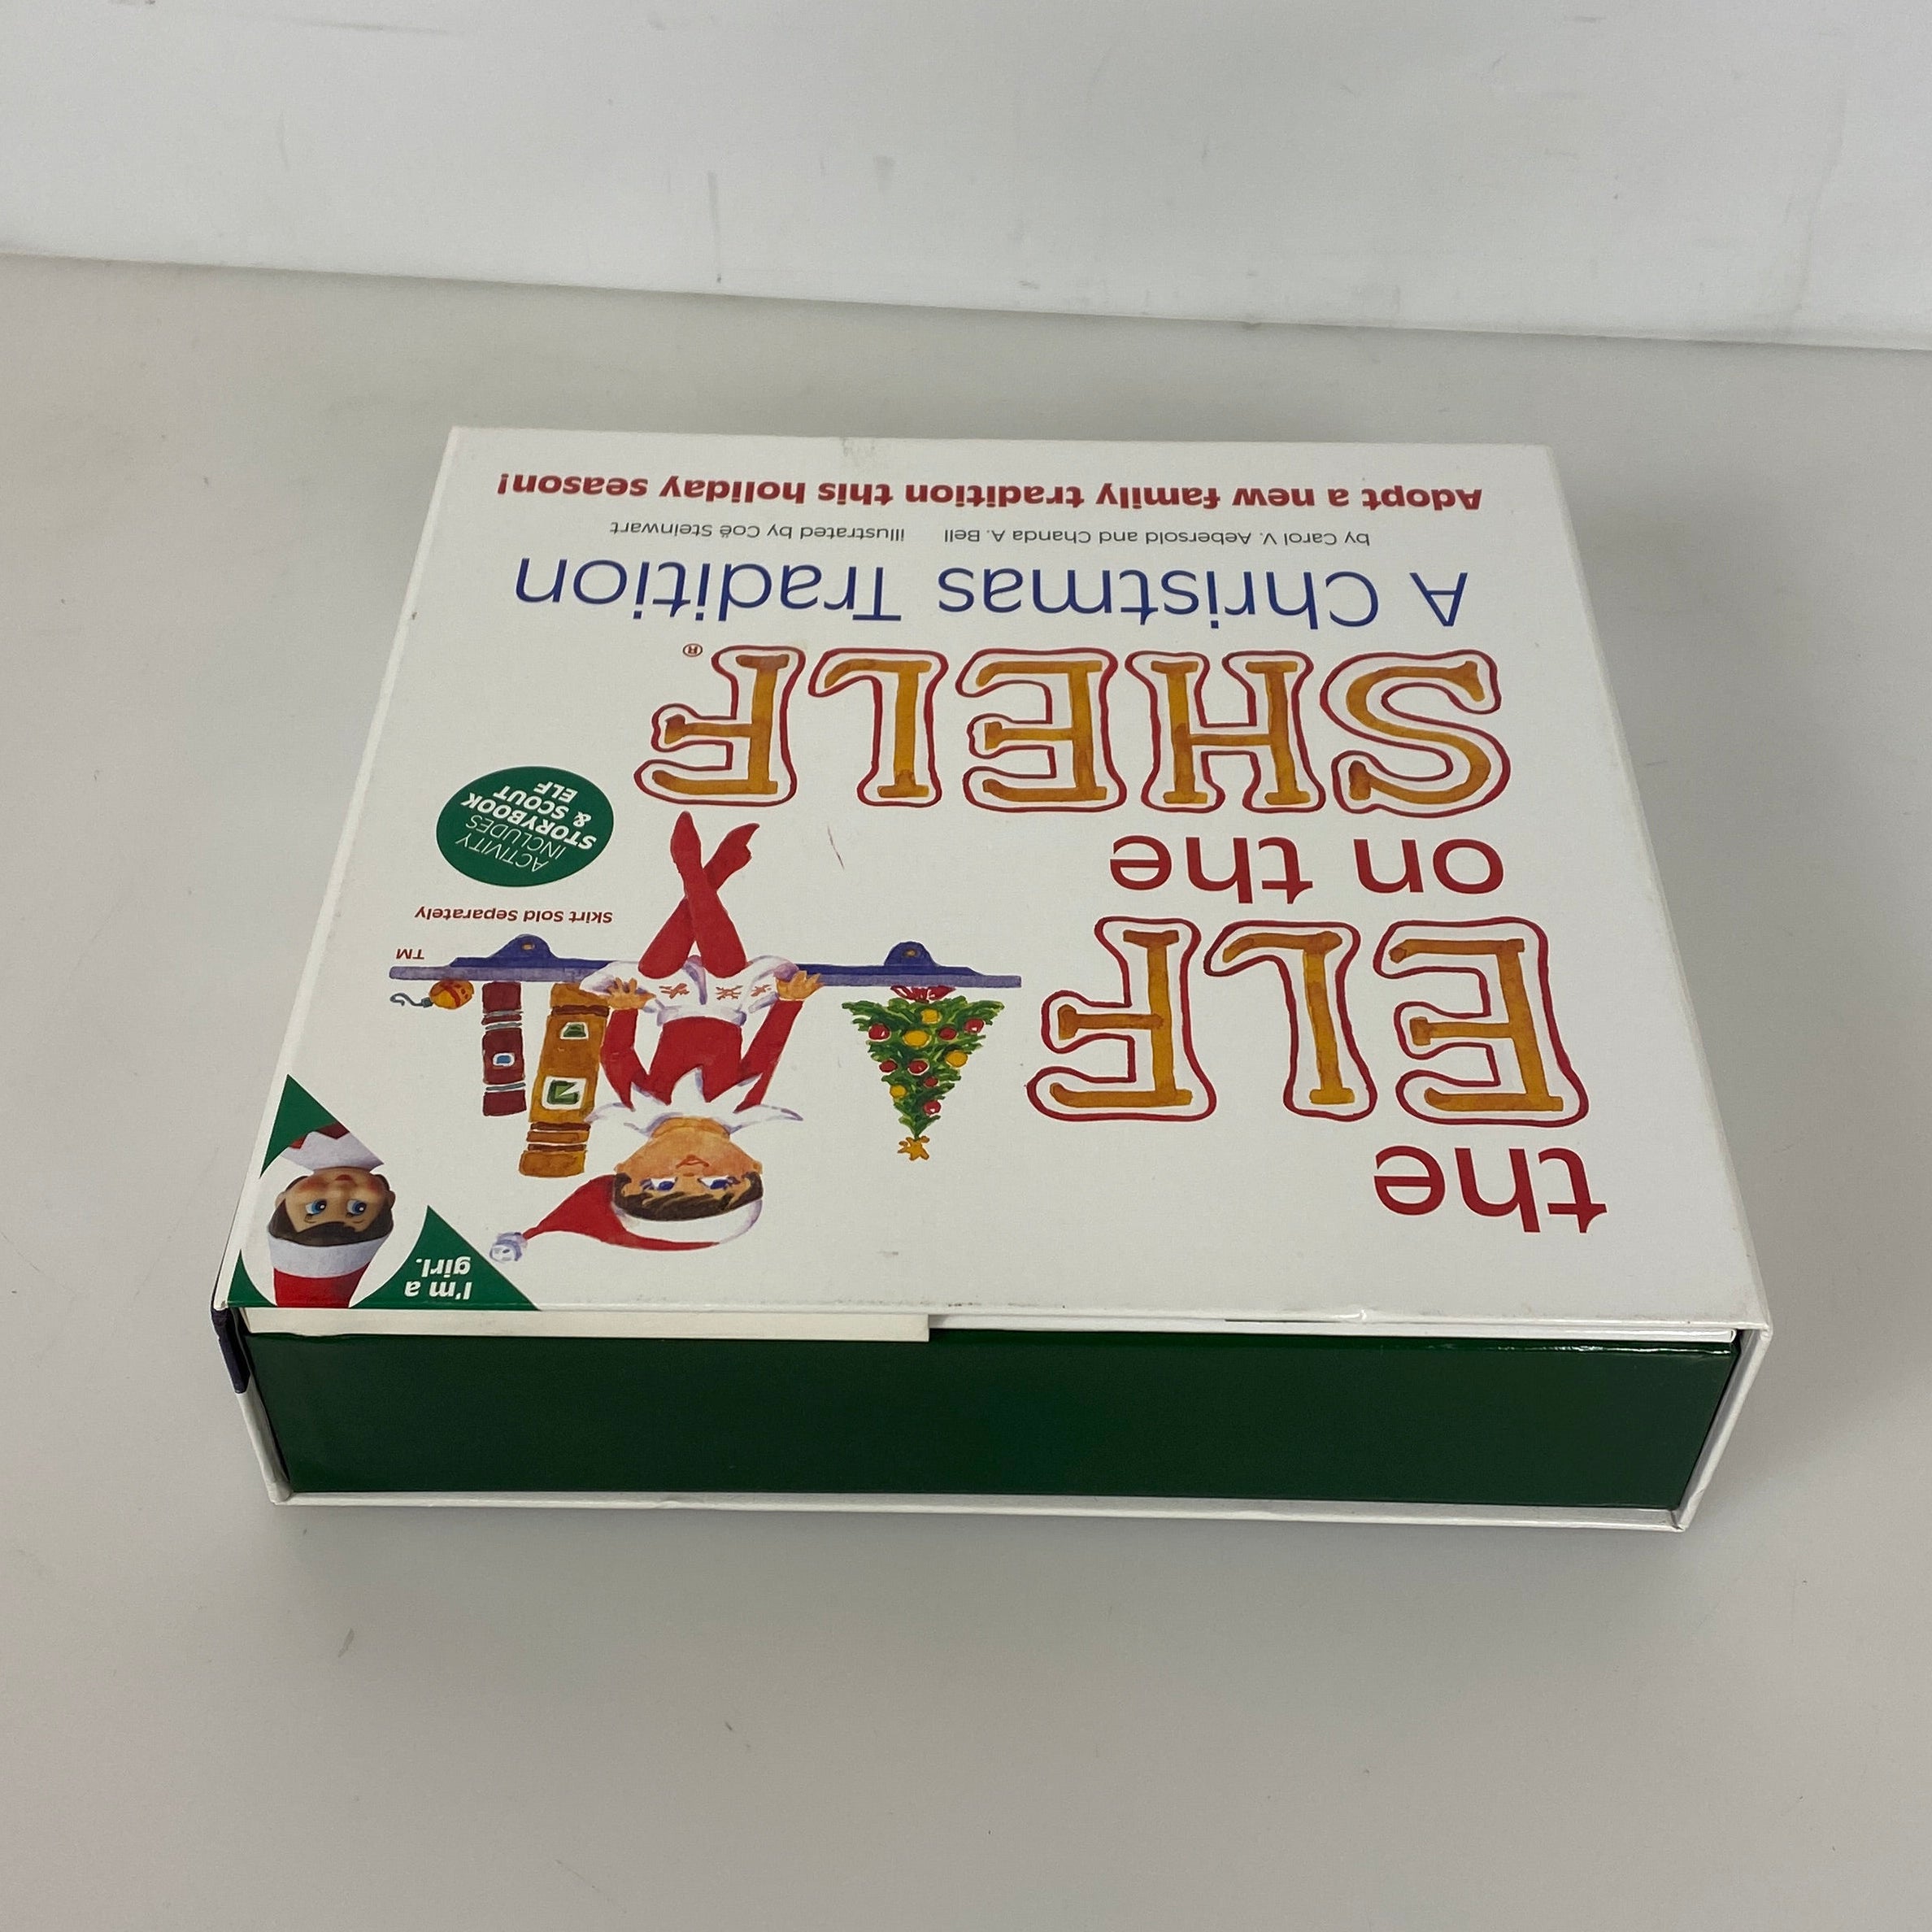 I'm a
girl.
the
ELF
on the
SHELF®
TM
Skirt Sold Separately
ACTIVITY
INCLUDES
STORYBOOK
& SCOUT
ELF
A Christmas Tradition
by Carol V. Aebersold and Chanda A. Bell illustrated by Coë Steinwart
Adopt a new family tradition this holiday season!